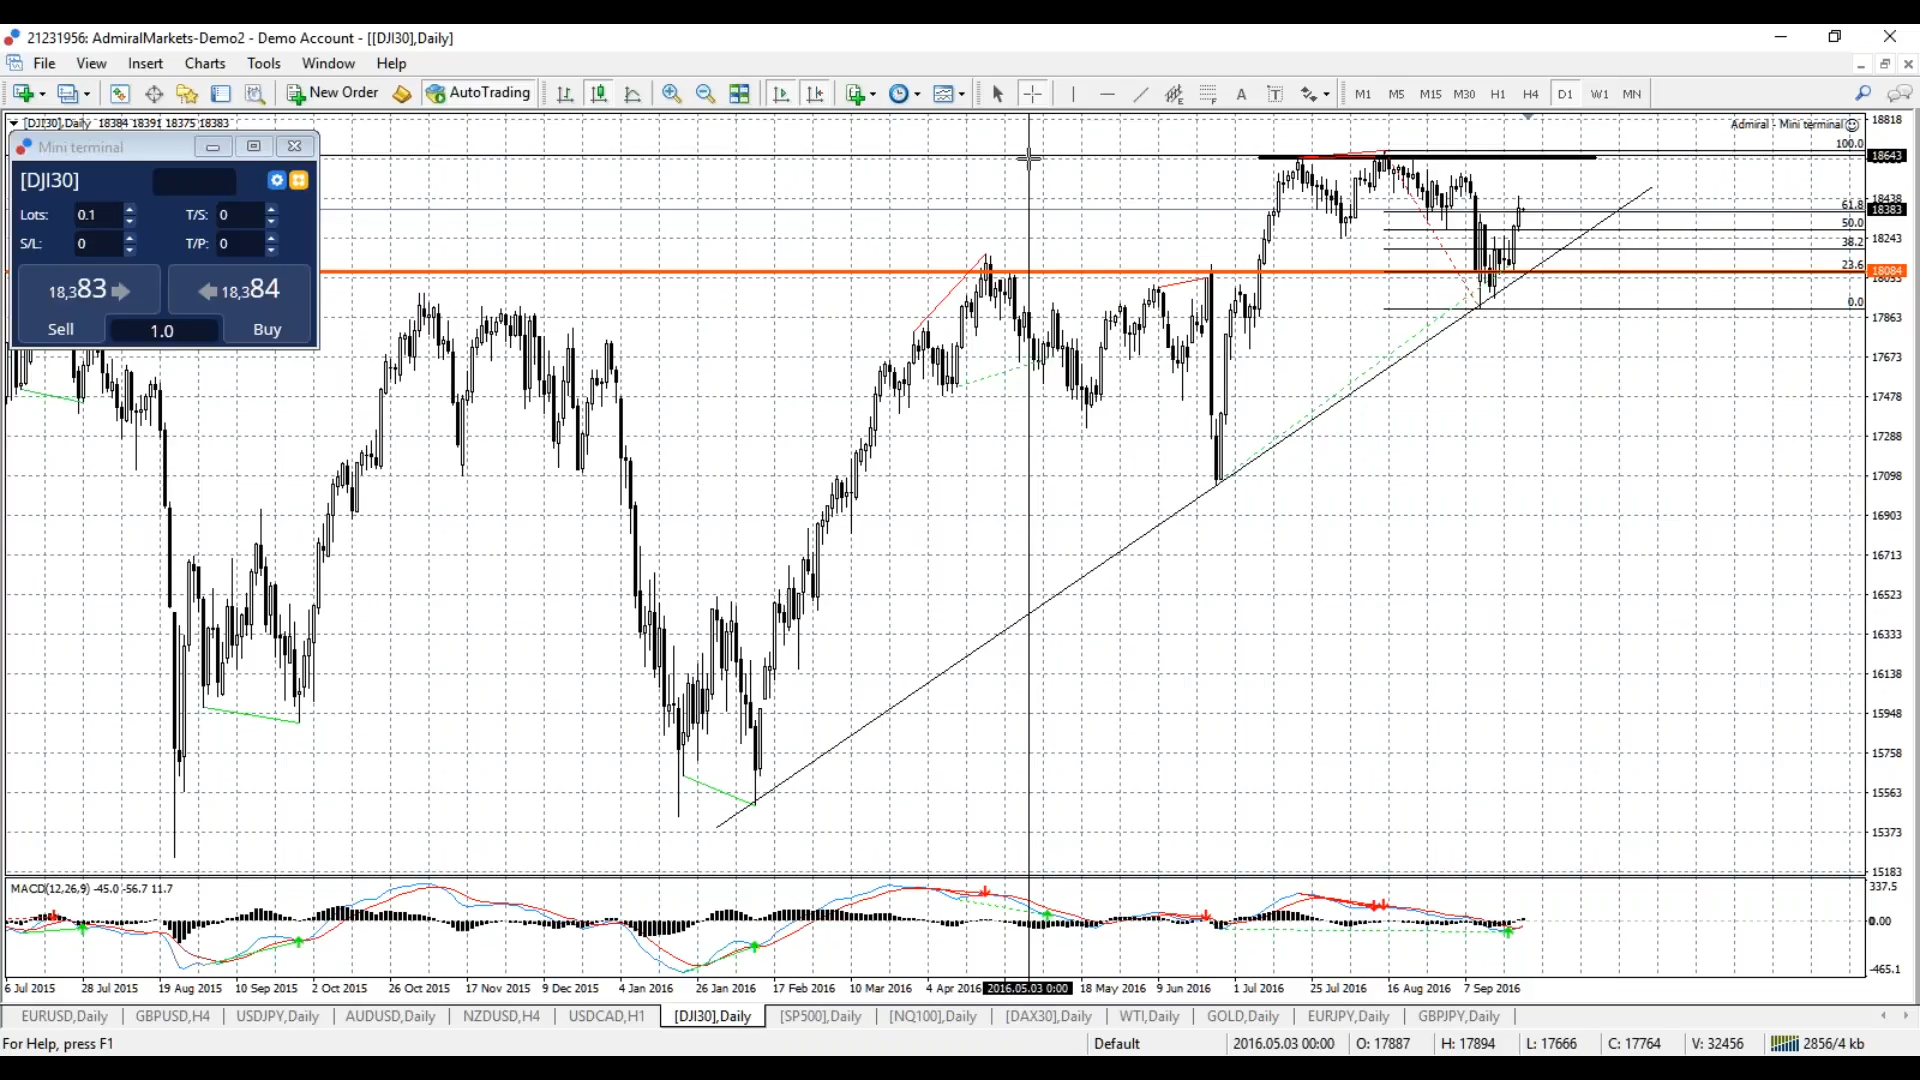 21231956: AdmiralMarkets-Demo2 - Demo Account - [[DJI30],Daily]
File View Insert Charts Tools Window Help
New Order AutoTrading A T M1 M5 M15 M30 H1 H4 D1 W1 MN
[DJI30],Daily 18384 18391 18375 18383
Admiral - Mini terminal
Mini terminal
[DJI30]
Lots: 0.1 T/S: 0
S/L: 0 T/P: 0
18,383 18,384
Sell 1.0 Buy
100.0
61.8
50.0
38.2
23.6
0.0
18818
18643
18438
18383
18243
18084
18053
17863
17673
17478
17288
17098
16903
16713
16523
16333
16138
15948
15758
15563
15373
15183
MACD(12,26,9) -45.0 -56.7 11.7
337.5
0.00
-465.1
6 Jul 2015 28 Jul 2015 19 Aug 2015 10 Sep 2015 2 Oct 2015 26 Oct 2015 17 Nov 2015 9 Dec 2015 4 Jan 2016 26 Jan 2016 17 Feb 2016 10 Mar 2016 4 Apr 2016 2016.05.03 0:00 18 May 2016 9 Jun 2016 1 Jul 2016 25 Jul 2016 16 Aug 2016 7 Sep 2016
EURUSD,Daily GBPUSD,H4 USDJPY,Daily AUDUSD,Daily NZDUSD,H4 USDCAD,H1 [DJI30],Daily [SP500],Daily [NQ100],Daily [DAX30],Daily WTI,Daily GOLD,Daily EURJPY,Daily GBPJPY,Daily
For Help, press F1 Default 2016.05.03 00:00 O: 17887 H: 17894 L: 17666 C: 17764 V: 32456 2856/4 kb